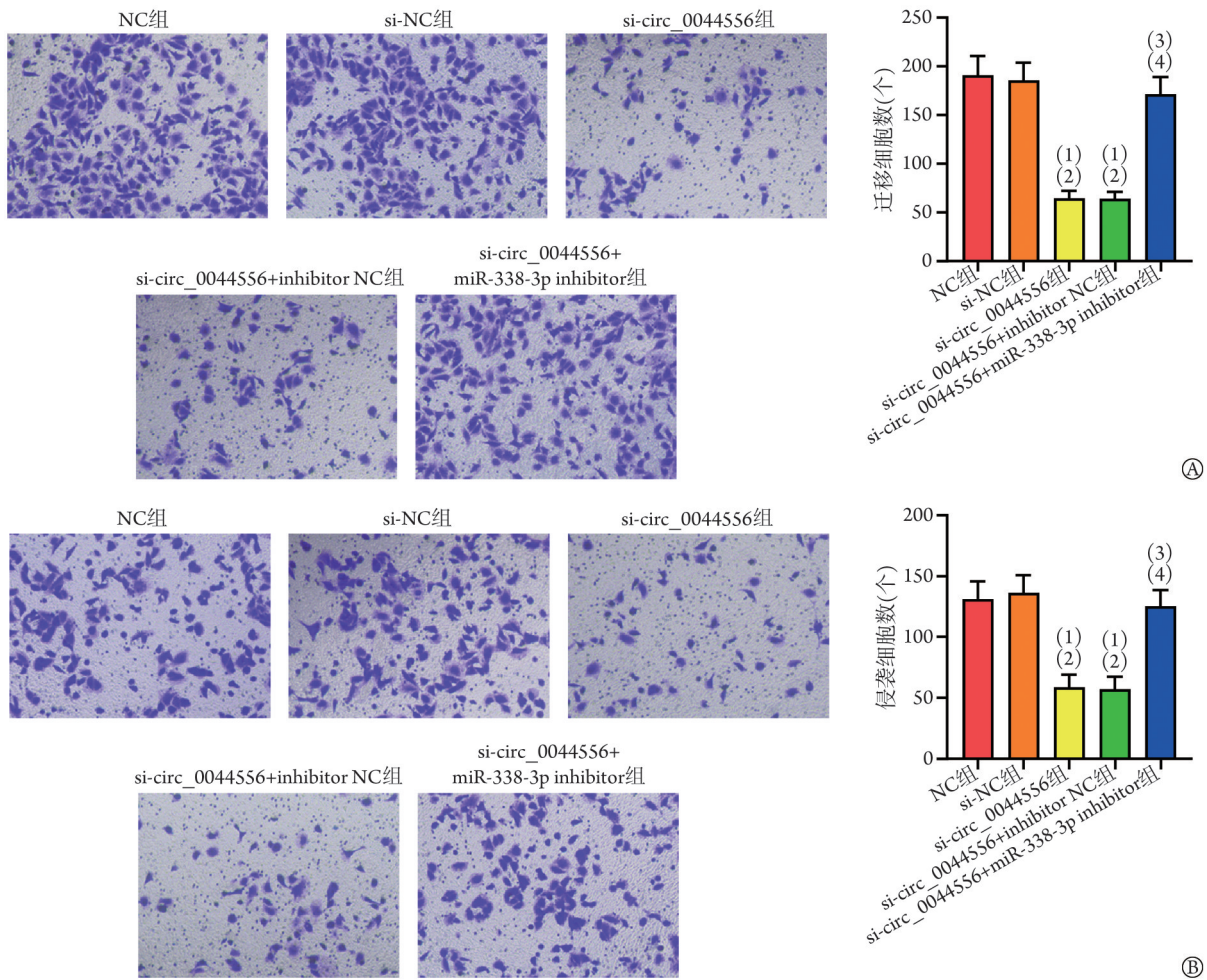 NC组
si-NC组
si-circ_0044556组
si-circ_0044556+inhibitor NC组
si-circ_0044556+
miR-338-3p inhibitor组
迁移细胞数(个)
250
200
150
100
50
0
(1)
(2)
(1)
(2)
(3)
(4)
NC组
si-NC组
si-circ_0044556组
si-circ_0044556+inhibitor NC组
si-circ_0044556+miR-338-3p inhibitor组
A
NC组
si-NC组
si-circ_0044556组
si-circ_0044556+inhibitor NC组
si-circ_0044556+
miR-338-3p inhibitor组
侵袭细胞数(个)
200
150
100
50
0
(1)
(2)
(1)
(2)
(3)
(4)
NC组
si-NC组
si-circ_0044556组
si-circ_0044556+inhibitor NC组
si-circ_0044556+miR-338-3p inhibitor组
B